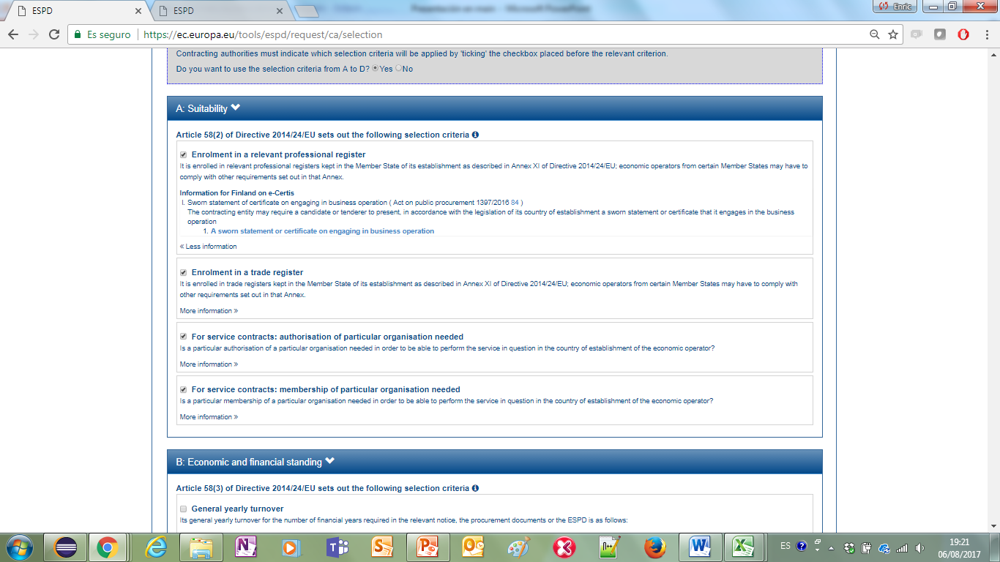 ESPD
ESPD
Presentación en main - Microsoft PowerPoint
Enric
Es seguro
https://ec.europa.eu/tools/espd/request/ca/selection
Contracting authorities must indicate which selection criteria will be applied by 'ticking' the checkbox placed before the relevant criterion.
Do you want to use the selection criteria from A to D? Yes No
A: Suitability
Article 58(2) of Directive 2014/24/EU sets out the following selection criteria
Enrolment in a relevant professional register
It is enrolled in relevant professional registers kept in the Member State of its establishment as described in Annex XI of Directive 2014/24/EU; economic operators from certain Member States may have to
comply with other requirements set out in that Annex.
Information for Finland on e-Certis
I. Sworn statement of certificate on engaging in business operation ( Act on public procurement 1397/2016 84 )
The contracting entity may require a candidate or tenderer to present, in accordance with the legislation of its country of establishment a sworn statement or certificate that it engages in the business
operation
1. A sworn statement or certificate on engaging in business operation
« Less information
Enrolment in a trade register
It is enrolled in trade registers kept in the Member State of its establishment as described in Annex XI of Directive 2014/24/EU; economic operators from certain Member States may have to comply with
other requirements set out in that Annex.
More information »
For service contracts: authorisation of particular organisation needed
Is a particular authorisation of a particular organisation needed in order to be able to perform the service in question in the country of establishment of the economic operator?
More information »
For service contracts: membership of particular organisation needed
Is a particular membership of a particular organisation needed in order to be able to perform the service in question in the country of establishment of the economic operator?
More information »
B: Economic and financial standing
Article 58(3) of Directive 2014/24/EU sets out the following selection criteria
General yearly turnover
Its general yearly turnover for the number of financial years required in the relevant notice, the procurement documents or the ESPD is as follows:
ES
19:21
06/08/2017